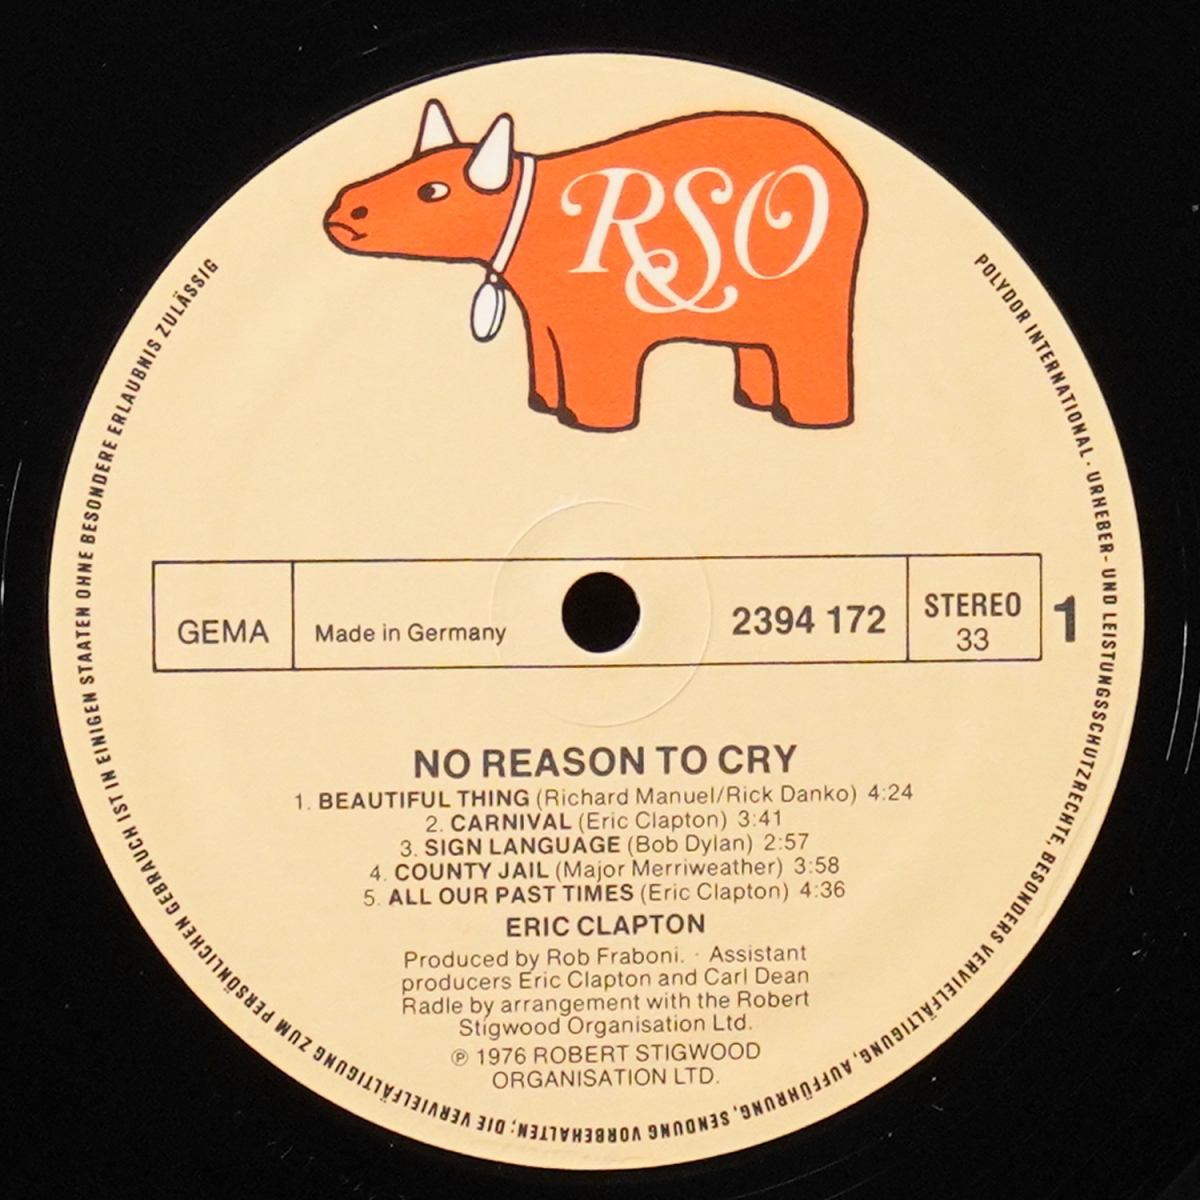 RSO
POLYDOR INTERNATIONAL · URHEBER- UND LEISTUNGSSCHUTZRECHTE, BESONDERS VERVIELFÄLTIGUNG, AUFFÜHRUNG, SENDUNG VORBEHALTEN; DIE VERVIELFÄLTIGUNG ZUM PERSÖNLICHEN GEBRAUCH IST IN EINIGEN STAATEN OHNE BESONDERE ERLAUBNIS ZULÄSSIG
GEMA Made in Germany 2394 172 STEREO 33 1
NO REASON TO CRY
1. BEAUTIFUL THING (Richard Manuel/Rick Danko) 4:24
2. CARNIVAL (Eric Clapton) 3:41
3. SIGN LANGUAGE (Bob Dylan) 2:57
4. COUNTY JAIL (Major Merriweather) 3:58
5. ALL OUR PAST TIMES (Eric Clapton) 4:36
ERIC CLAPTON
Produced by Rob Fraboni. · Assistant
producers Eric Clapton and Carl Dean
Radle by arrangement with the Robert
Stigwood Organisation Ltd.
℗ 1976 ROBERT STIGWOOD
ORGANISATION LTD.